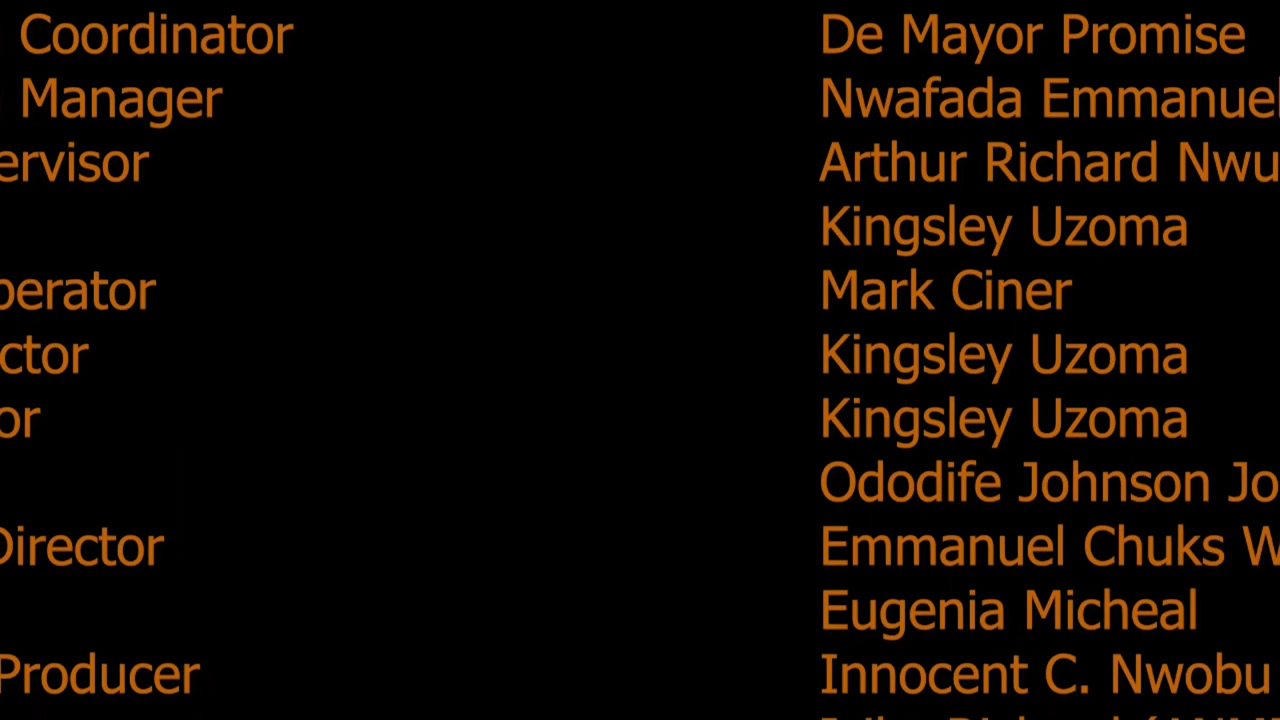 Coordinator De Mayor Promise
Manager Nwafada Emmanuel
ervisor Arthur Richard Nwu
Kingsley Uzoma
perator Mark Ciner
ctor Kingsley Uzoma
or Kingsley Uzoma
Ododife Johnson Jo
Director Emmanuel Chuks W
Eugenia Micheal
Producer Innocent C. Nwobu